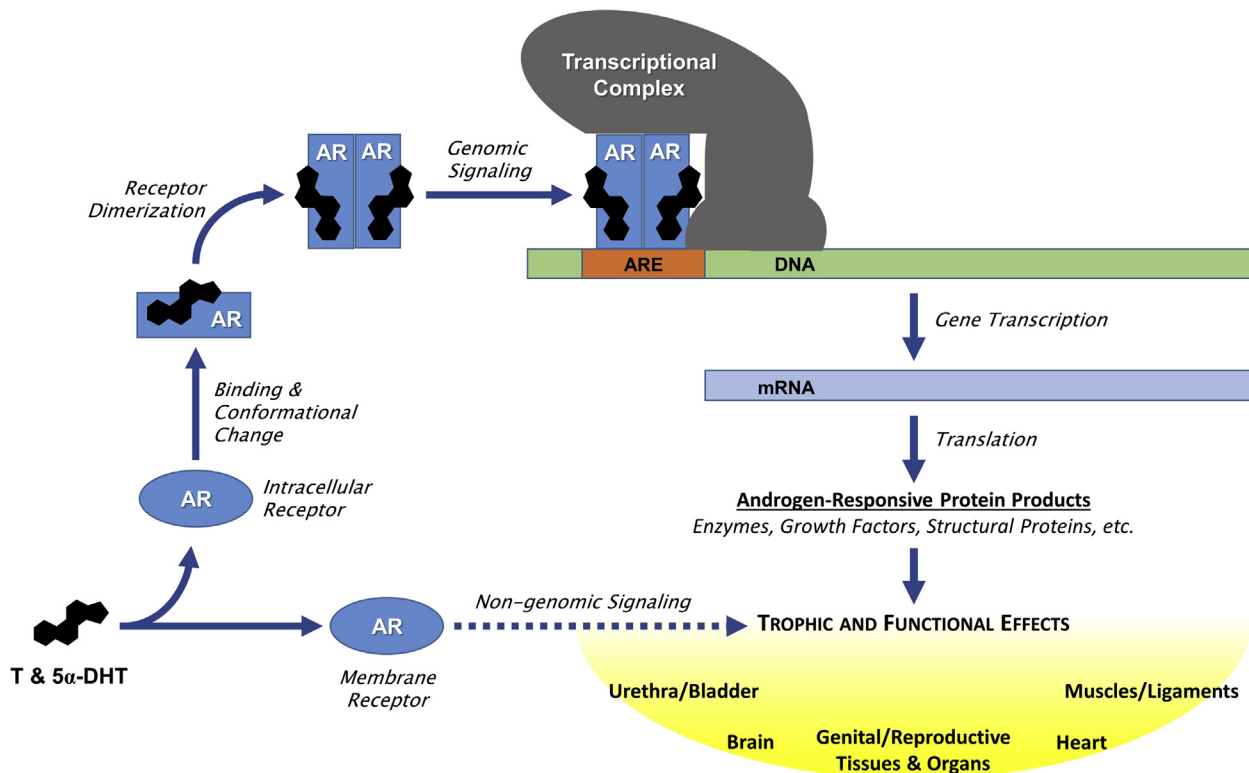 Transcriptional
Complex
AR AR
Genomic
Signaling
AR AR
Receptor
Dimerization
ARE
DNA
AR
Gene Transcription
mRNA
Binding &
Conformational
Change
Translation
AR
Intracellular
Receptor
Androgen-Responsive Protein Products
Enzymes, Growth Factors, Structural Proteins, etc.
T & 5α-DHT
AR
Membrane
Receptor
Non-genomic Signaling
TROPHIC AND FUNCTIONAL EFFECTS
Urethra/Bladder
Muscles/Ligaments
Brain
Genital/Reproductive
Tissues & Organs
Heart